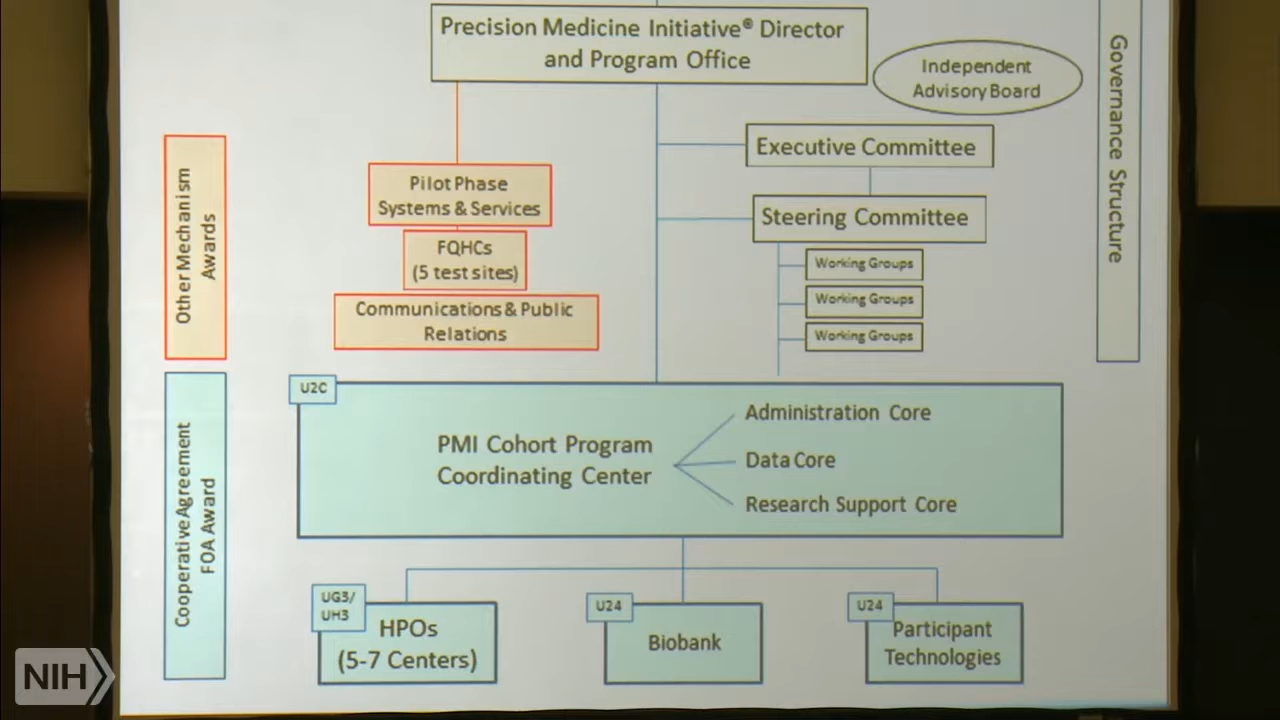 Precision Medicine Initiative® Director
and Program Office
Independent
Advisory Board
Governance Structure
Executive Committee
Steering Committee
Working Groups
Working Groups
Working Groups
Other Mechanism
Awards
Pilot Phase
Systems & Services
FQHCs
(5 test sites)
Communications & Public
Relations
Cooperative Agreement
FOA Award
U2C
PMI Cohort Program
Coordinating Center
Administration Core
Data Core
Research Support Core
UG3/
UH3
HPOs
(5-7 Centers)
U24
Biobank
U24
Participant
Technologies
NIH